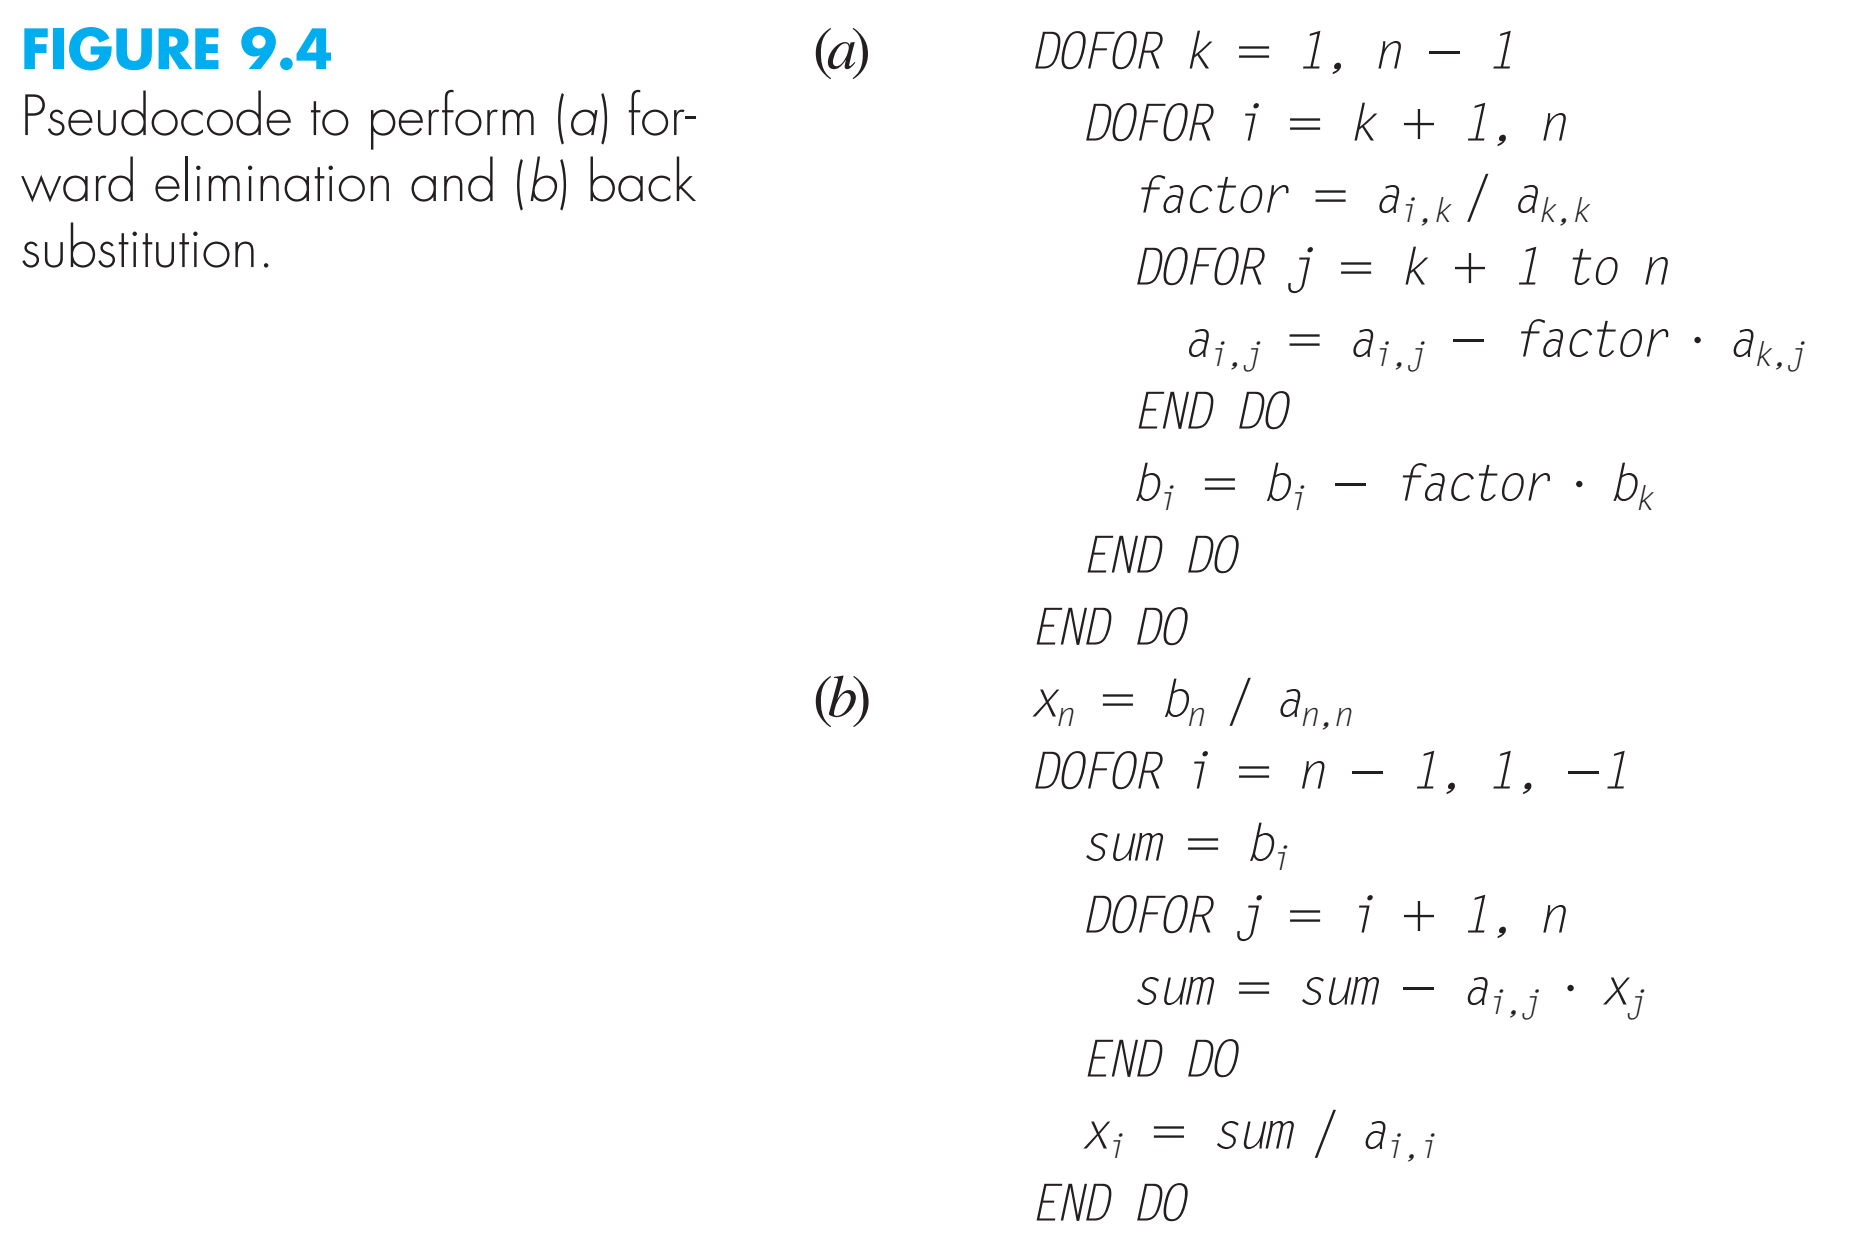 FIGURE 9.4
Pseudocode to perform (a) for-
ward elimination and (b) back
substitution.
(a) DOFOR k = 1, n − 1
DOFOR i = k + 1, n
factor = a_{i,k} / a_{k,k}
DOFOR j = k + 1 to n
a_{i,j} = a_{i,j} − factor · a_{k,j}
END DO
b_i = b_i − factor · b_k
END DO
END DO
(b) x_n = b_n / a_{n,n}
DOFOR i = n − 1, 1, −1
sum = b_i
DOFOR j = i + 1, n
sum = sum − a_{i,j} · x_j
END DO
x_i = sum / a_{i,i}
END DO